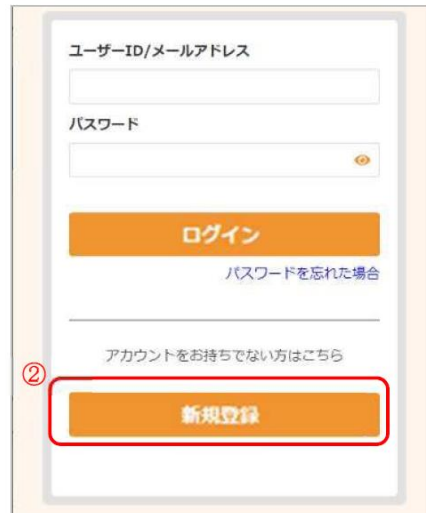 ユーザーID/メールアドレス
パスワード
ログイン
パスワードを忘れた場合
アカウントをお持ちでない方はこちら
②
新規登録